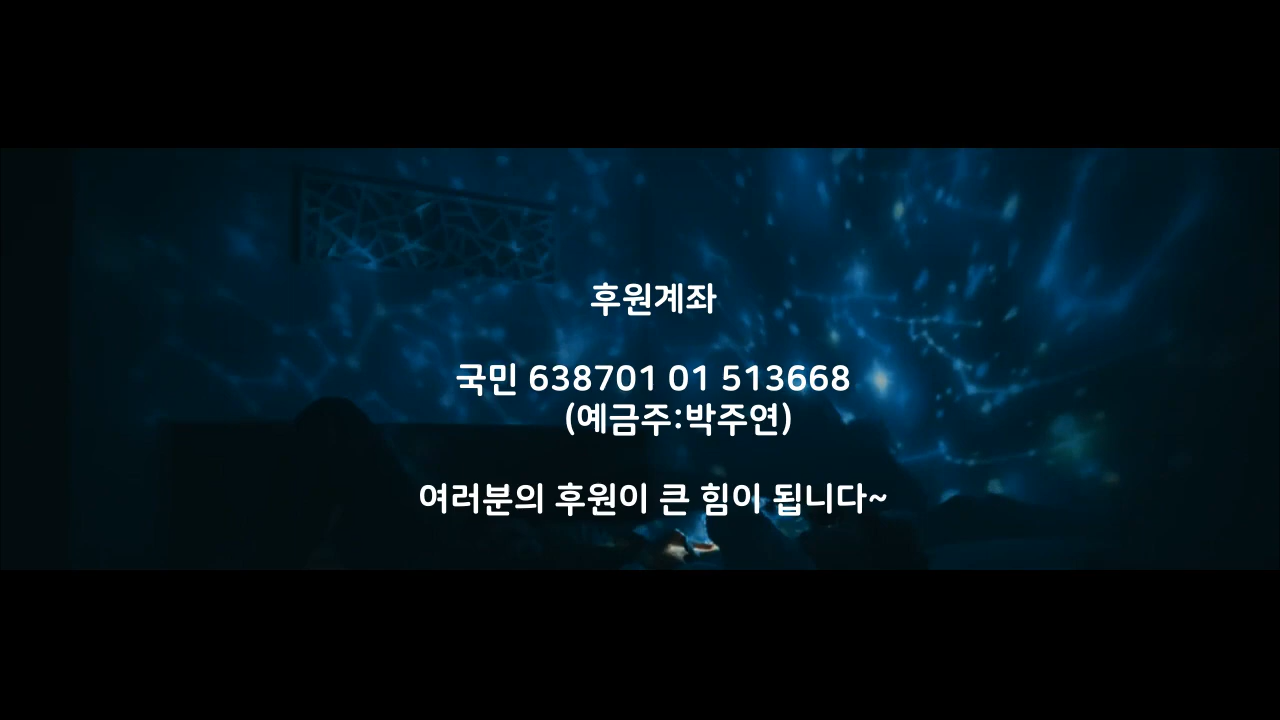 후원계좌
국민 638701 01 513668
(예금주:박주연)
여러분의 후원이 큰 힘이 됩니다~